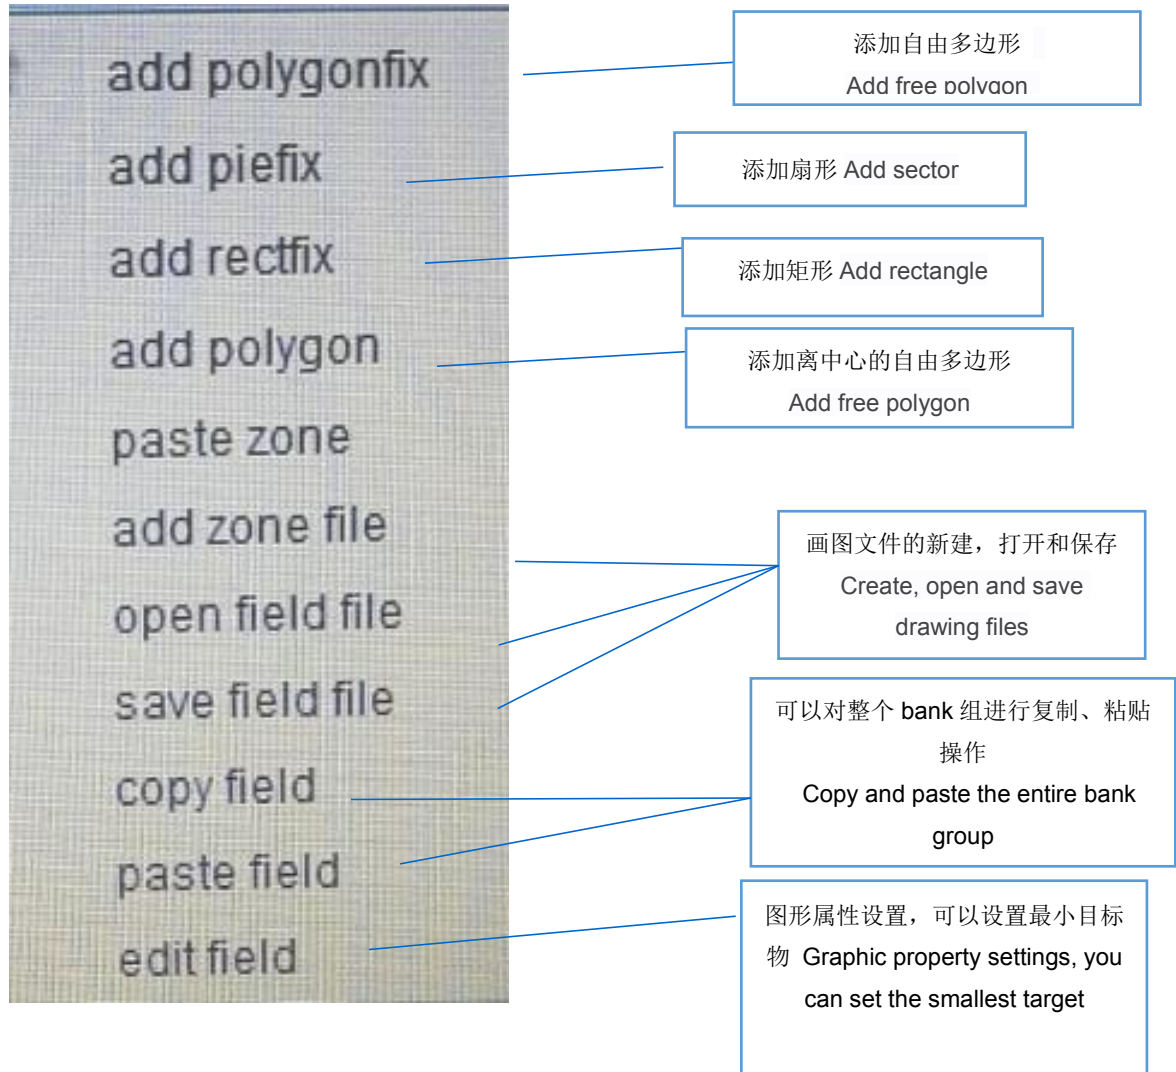 add polygonfix
添加自由多边形
Add free polygon
add piefix
添加扇形 Add sector
add rectfix
添加矩形 Add rectangle
add polygon
添加离中心的自由多边形
Add free polygon
paste zone
add zone file
open field file
save field file
画图文件的新建，打开和保存
Create, open and save
drawing files
copy field
paste field
可以对整个 bank 组进行复制、粘贴
操作
Copy and paste the entire bank
group
edit field
图形属性设置，可以设置最小目标
物 Graphic property settings, you
can set the smallest target